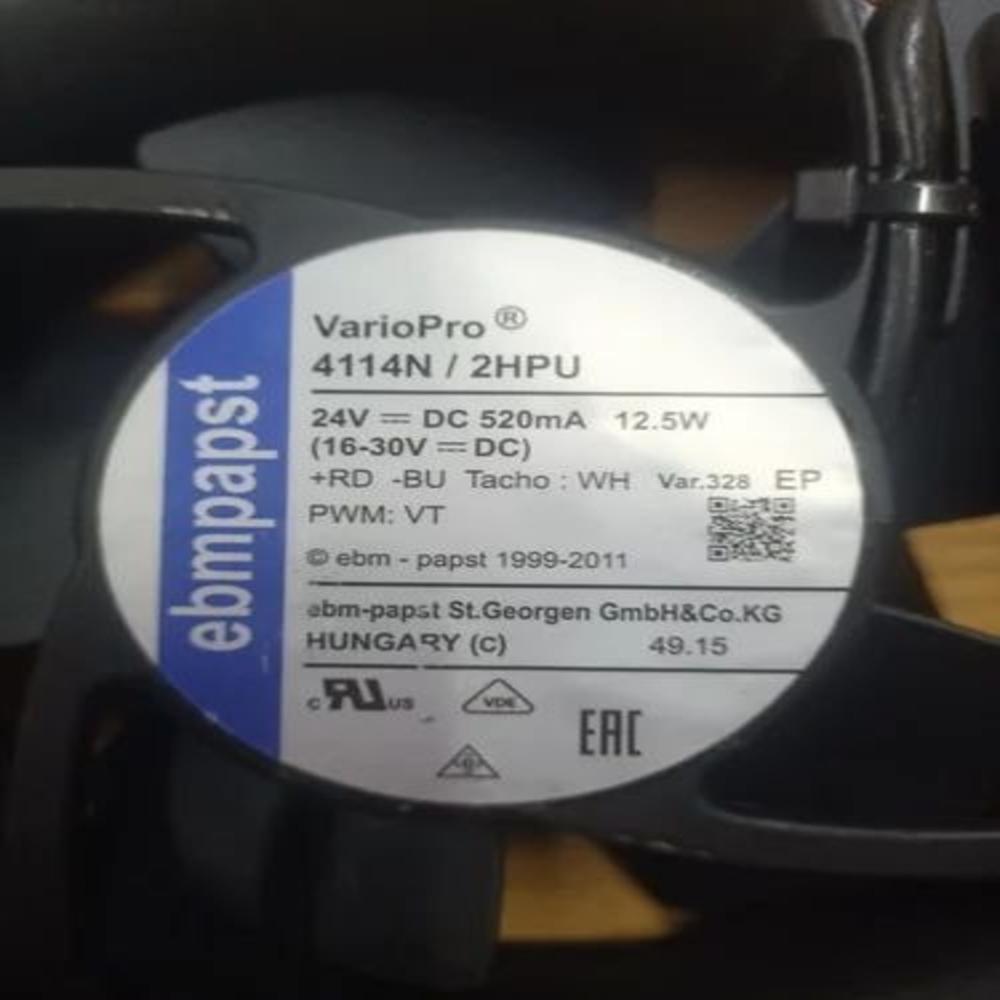 ebmpapst
VarioPro ®
4114N / 2HPU
24V ⎓ DC 520mA 12.5W
(16-30V ⎓ DC)
+RD -BU Tacho : WH Var.328 EP
PWM: VT
© ebm - papst 1999-2011
ebm-papst St.Georgen GmbH&Co.KG
HUNGARY (c) 49.15
c RU US VDE
EAC